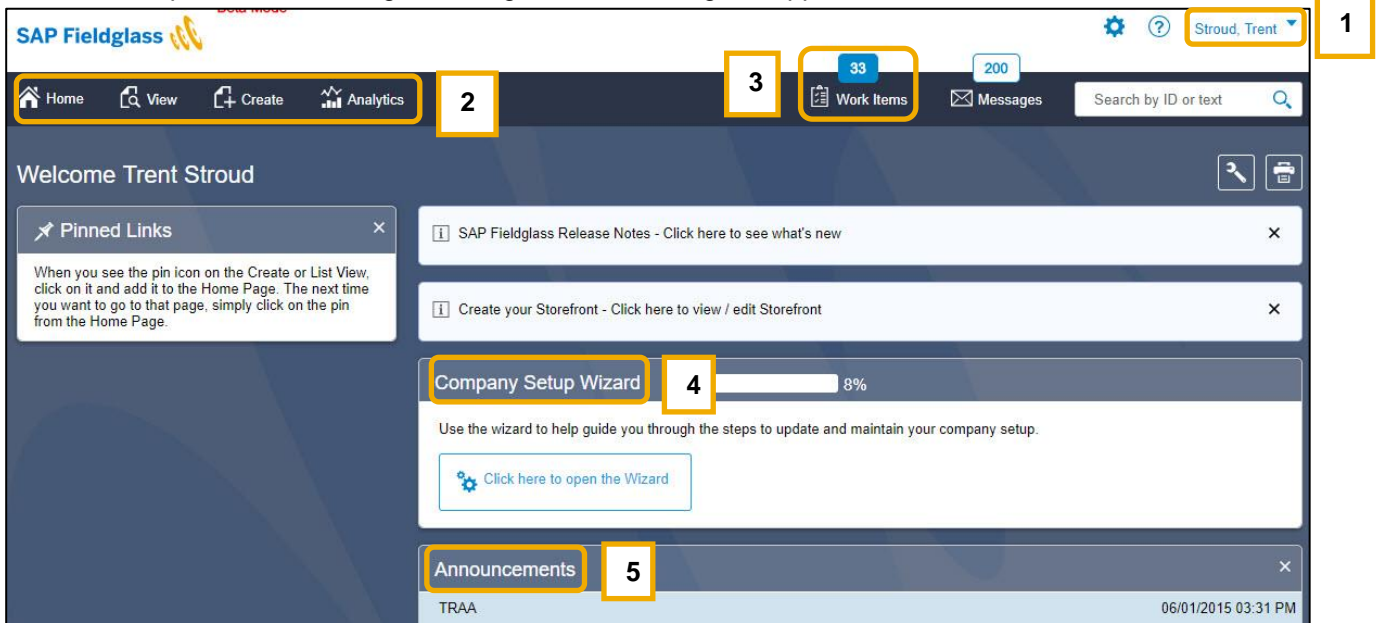 Beta Mode
SAP Fieldglass
Stroud, Trent
1
33
200
3
Home View Create Analytics
2
Work Items Messages Search by ID or text
Welcome Trent Stroud
Pinned Links
When you see the pin icon on the Create or List View,
click on it and add it to the Home Page. The next time
you want to go to that page, simply click on the pin
from the Home Page.
SAP Fieldglass Release Notes - Click here to see what's new
Create your Storefront - Click here to view / edit Storefront
Company Setup Wizard 4 8%
Use the wizard to help guide you through the steps to update and maintain your company setup.
Click here to open the Wizard
Announcements 5
TRAA 06/01/2015 03:31 PM